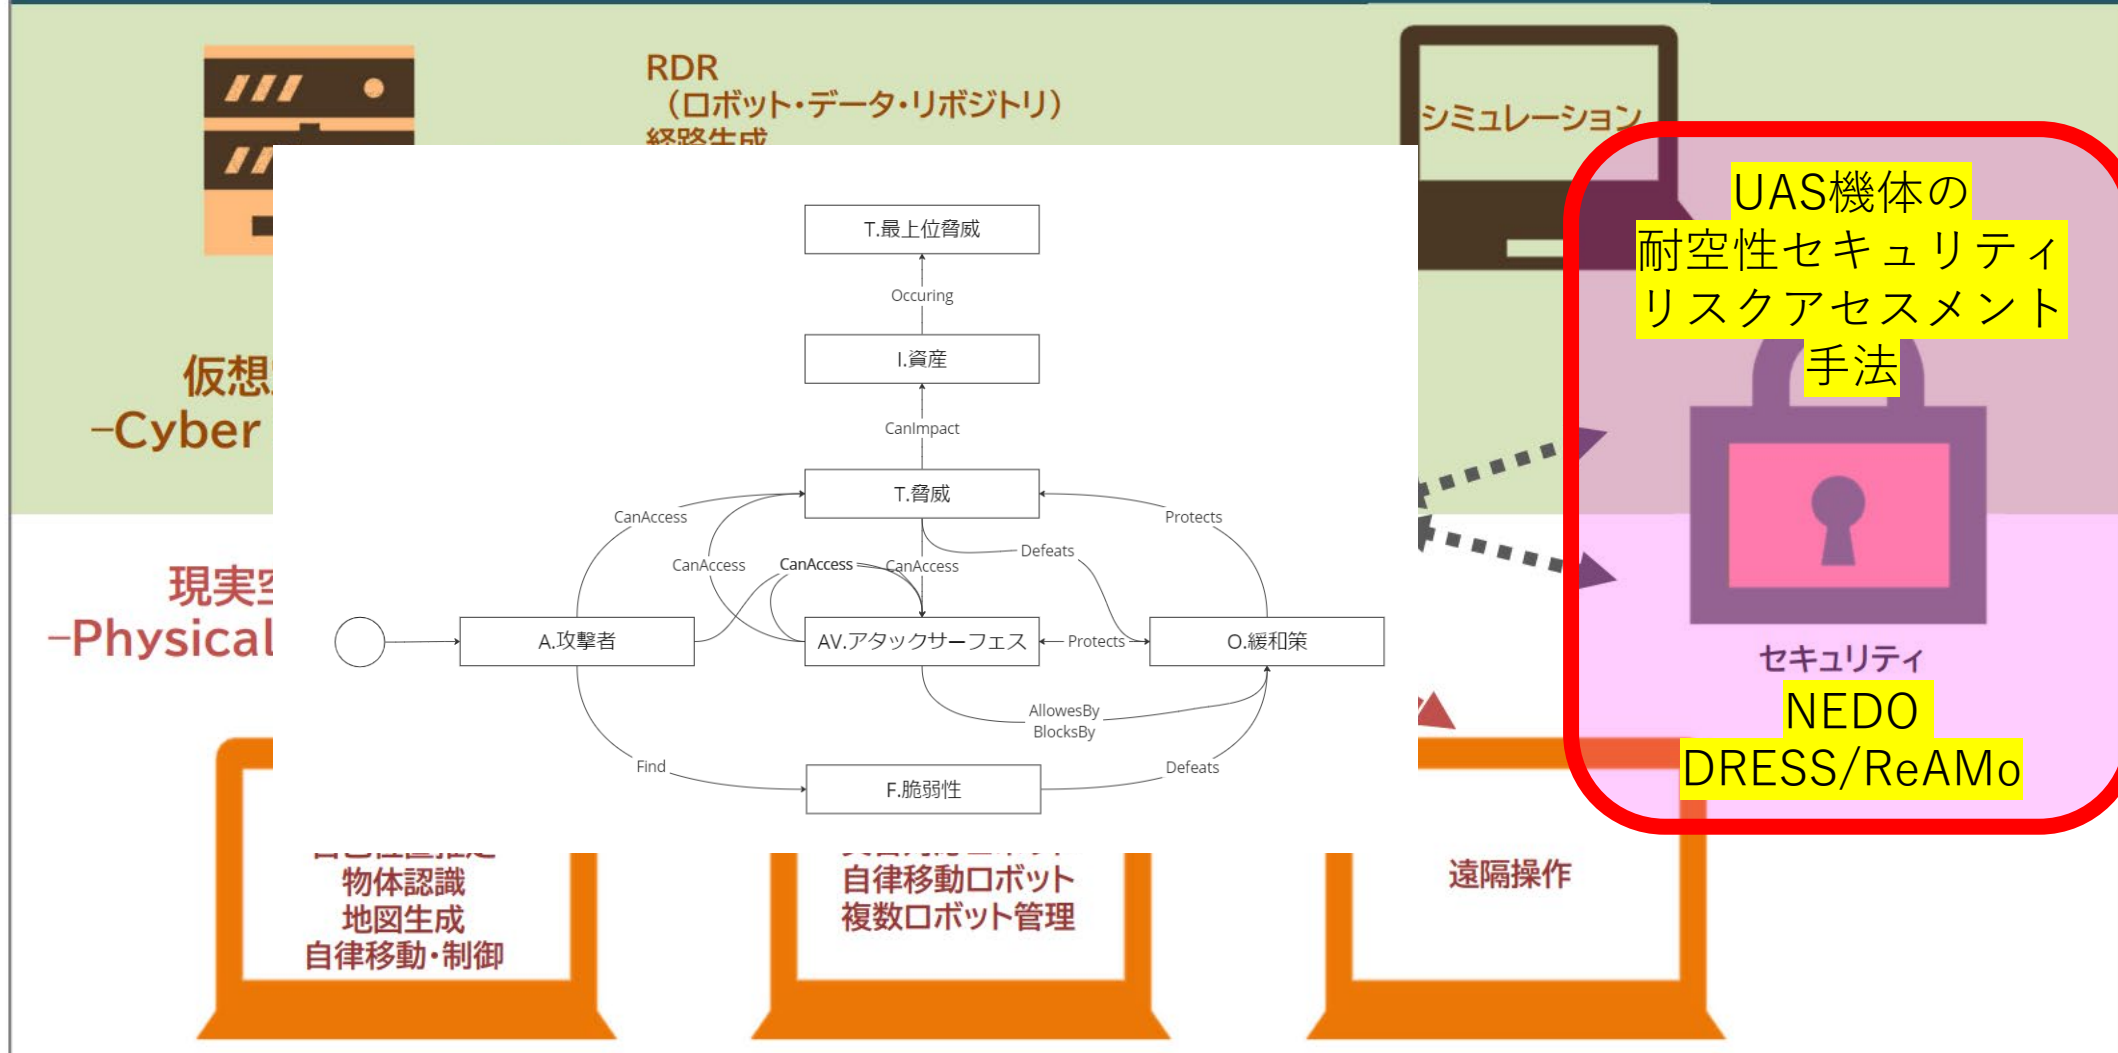 RDR
（ロボット・データ・リポジトリ）
経路生成
シミュレーション
UAS機体の
耐空性セキュリティ
リスクアセスメント
手法
仮想
-Cyber
現実
-Physical
T.最上位脅威
Occuring
I.資産
CanImpact
T.脅威
CanAccess
Protects
CanAccess
CanAccess
CanAccess
Defeats
A.攻撃者
AV.アタックサーフェス
Protects
O.緩和策
AllowesBy
BlocksBy
Find
F.脆弱性
Defeats
セキュリティ
NEDO
DRESS/ReAMo
物体認識
地図生成
自律移動・制御
自律移動ロボット
複数ロボット管理
遠隔操作